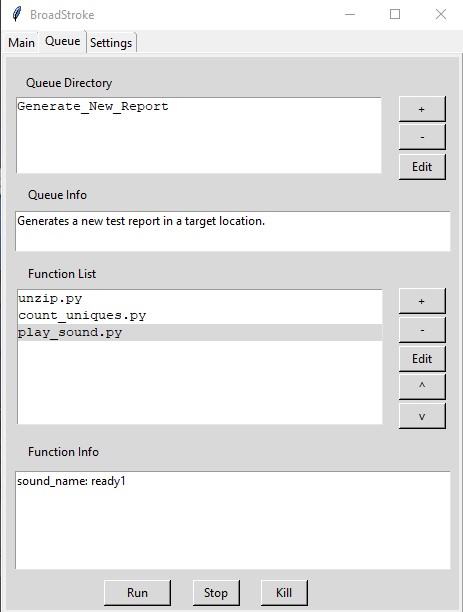 BroadStroke
Main Queue Settings
Queue Directory
Generate_New_Report
+
-
Edit
Queue Info
Generates a new test report in a target location.
Function List
unzip.py
count_uniques.py
play_sound.py
+
-
Edit
^
v
Function Info
sound_name: ready1
Run Stop Kill